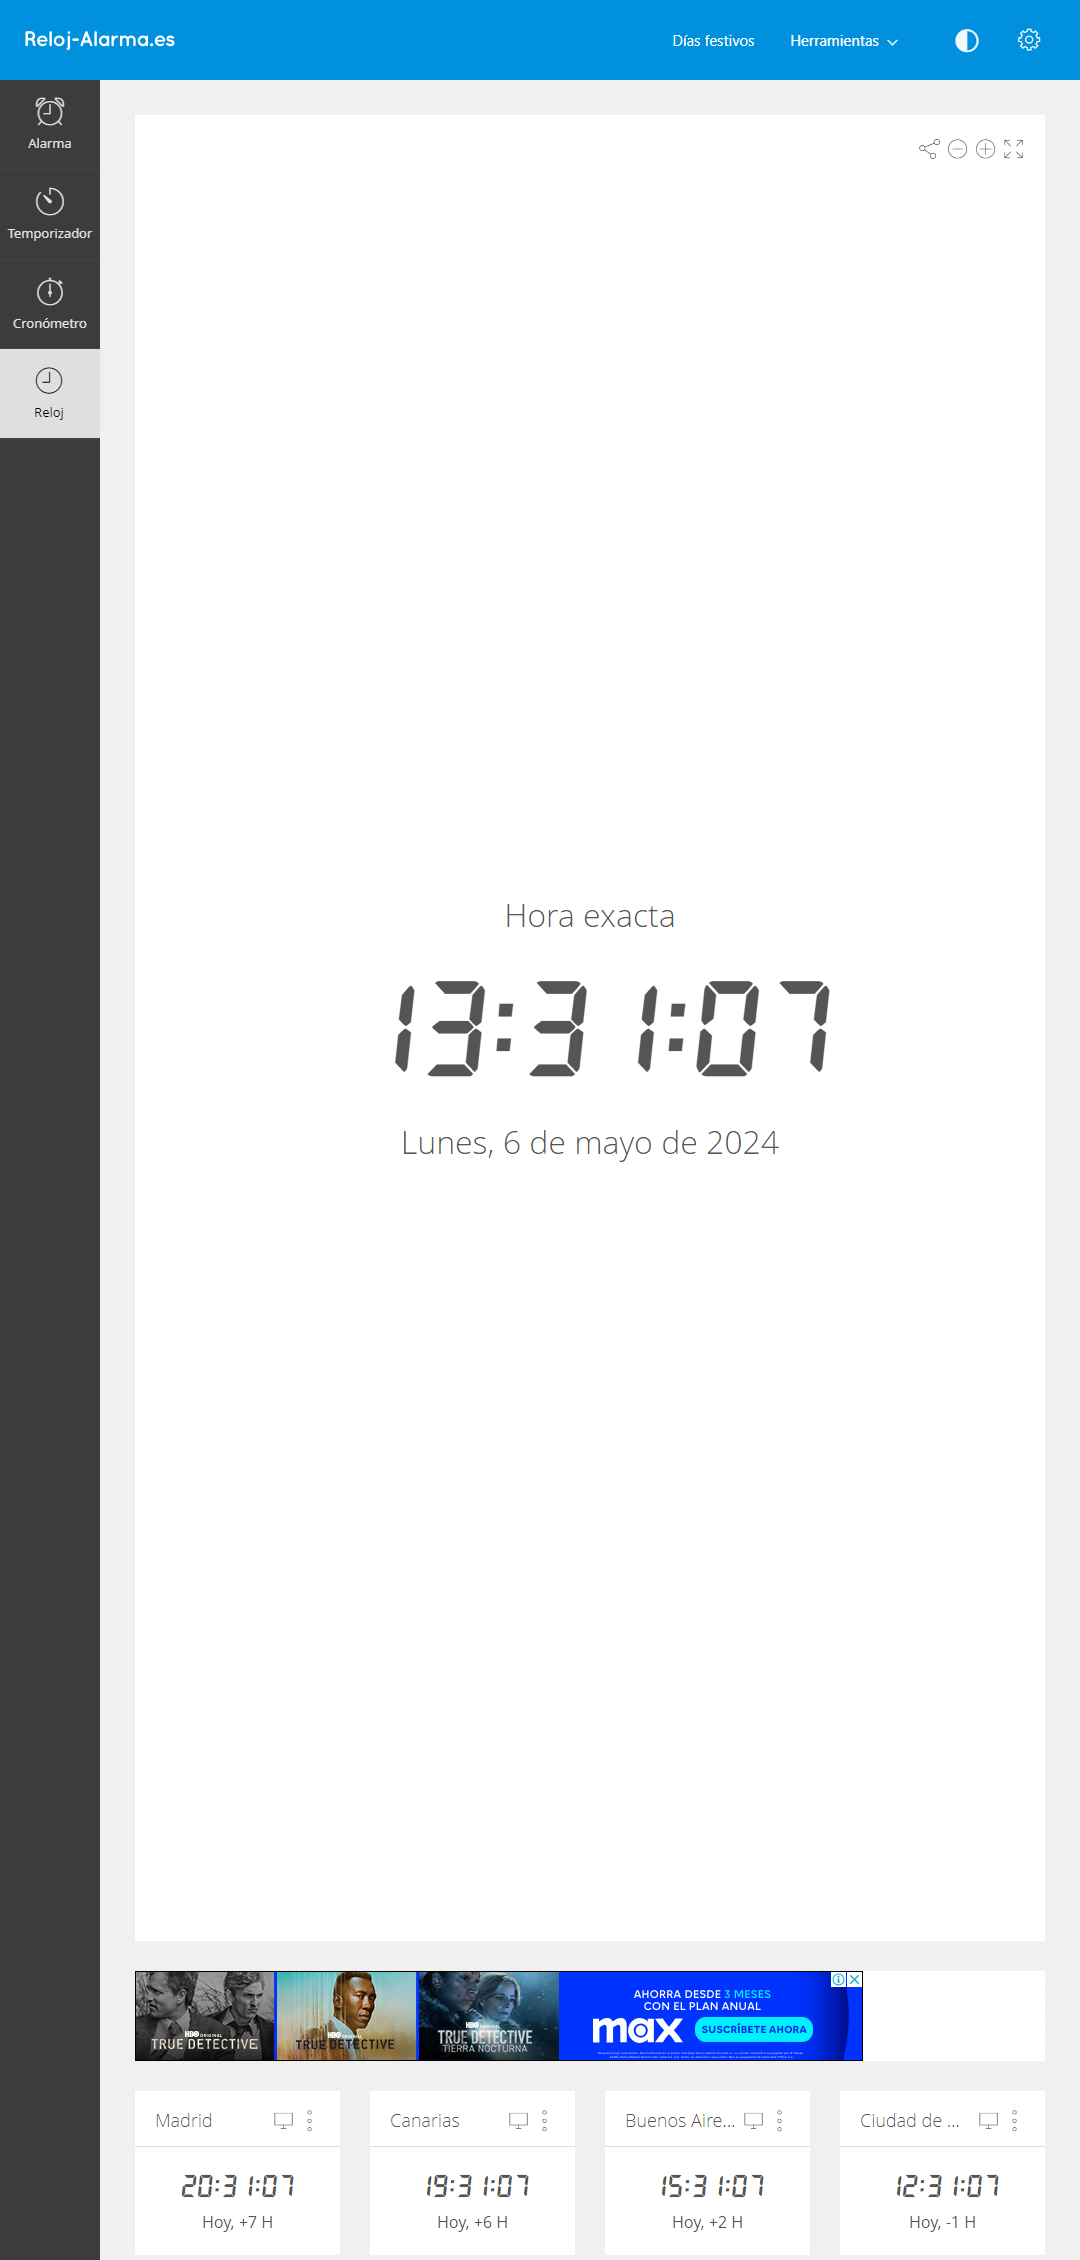 Reloj-Alarma.es
Días festivos
Herramientas
Alarma
Temporizador
Cronómetro
Reloj
Hora exacta
13:31:07
Lunes, 6 de mayo de 2024
HBO ORIGINAL
TRUE DETECTIVE
HBO ORIGINAL
TRUE DETECTIVE
HBO ORIGINAL
TRUE DETECTIVE
TIERRA NOCTURNA
AHORRA DESDE 3 MESES
CON EL PLAN ANUAL
max
SUSCRÍBETE AHORA
Madrid
20:31:07
Hoy, +7 H
Canarias
19:31:07
Hoy, +6 H
Buenos Aire...
15:31:07
Hoy, +2 H
Ciudad de ...
12:31:07
Hoy, -1 H